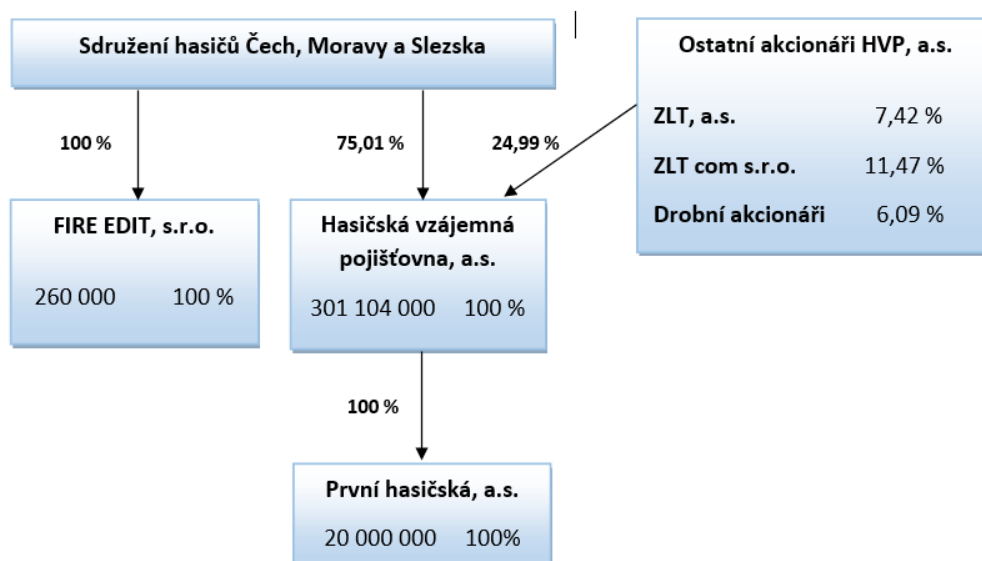 Sdružení hasičů Čech, Moravy a Slezska
Ostatní akcionáři HVP, a.s.
ZLT, a.s. 7,42 %
ZLT com s.r.o. 11,47 %
Drobní akcionáři 6,09 %
100 %
75,01 %
24,99 %
FIRE EDIT, s.r.o.
260 000 100 %
Hasičská vzájemná
pojišťovna, a.s.
301 104 000 100 %
100 %
První hasičská, a.s.
20 000 000 100%